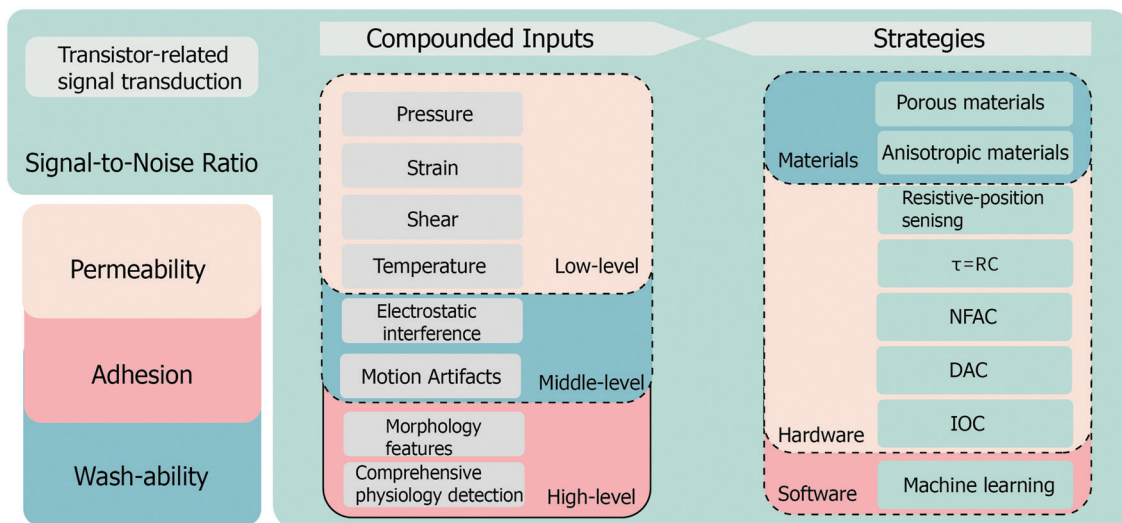 Transistor-related
signal transduction
Signal-to-Noise Ratio
Permeability
Adhesion
Wash-ability
Compounded Inputs
Pressure
Strain
Shear
Temperature
Low-level
Electrostatic
interference
Motion Artifacts
Middle-level
Morphology
features
Comprehensive
physiology detection
High-level
Strategies
Porous materials
Anisotropic materials
Materials
Resistive-position
senisng
τ=RC
NFAC
DAC
IOC
Hardware
Machine learning
Software